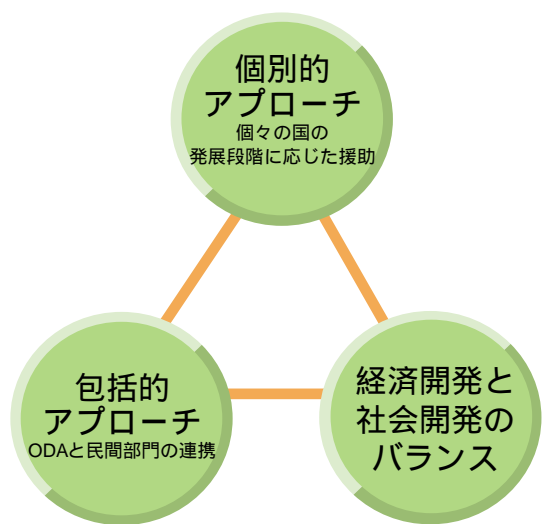 個別的
アプローチ
個々の国の
発展段階に応じた援助
包括的
アプローチ
ODAと民間部門の連携
経済開発と
社会開発の
バランス